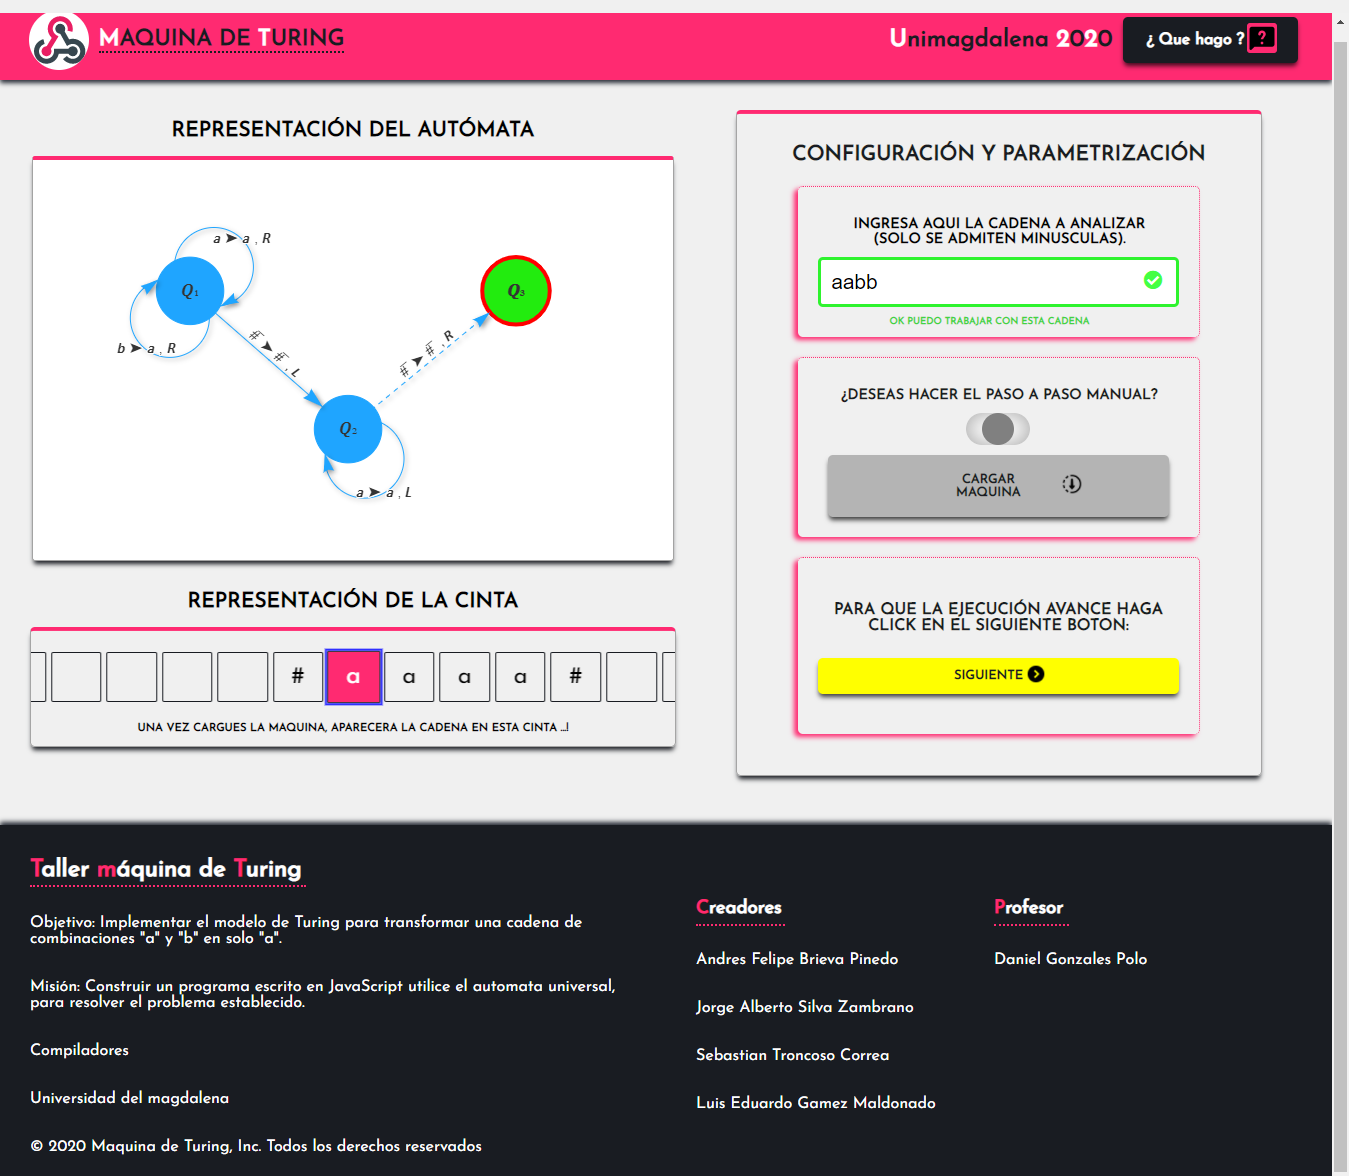 MAQUINA DE TURING
Unimagdalena 2020
¿ Que hago ? ?
REPRESENTACIÓN DEL AUTÓMATA
a ➤ a , R
Q1
b ➤ a , R
# ➤ # , L
# ➤ # , R
Q3
Q2
a ➤ a , L
REPRESENTACIÓN DE LA CINTA
# a a a a #
UNA VEZ CARGUES LA MAQUINA, APARECERA LA CADENA EN ESTA CINTA ...!
CONFIGURACIÓN Y PARAMETRIZACIÓN
INGRESA AQUI LA CADENA A ANALIZAR
(SOLO SE ADMITEN MINUSCULAS).
aabb
OK PUEDO TRABAJAR CON ESTA CADENA
¿DESEAS HACER EL PASO A PASO MANUAL?
CARGAR
MAQUINA
PARA QUE LA EJECUCIÓN AVANCE HAGA
CLICK EN EL SIGUIENTE BOTON:
SIGUIENTE
Taller máquina de Turing
Objetivo: Implementar el modelo de Turing para transformar una cadena de
combinaciones "a" y "b" en solo "a".
Misión: Construir un programa escrito en JavaScript utilice el automata universal,
para resolver el problema establecido.
Compiladores
Universidad del magdalena
© 2020 Maquina de Turing, Inc. Todos los derechos reservados
Creadores
Andres Felipe Brieva Pinedo
Jorge Alberto Silva Zambrano
Sebastian Troncoso Correa
Luis Eduardo Gamez Maldonado
Profesor
Daniel Gonzales Polo